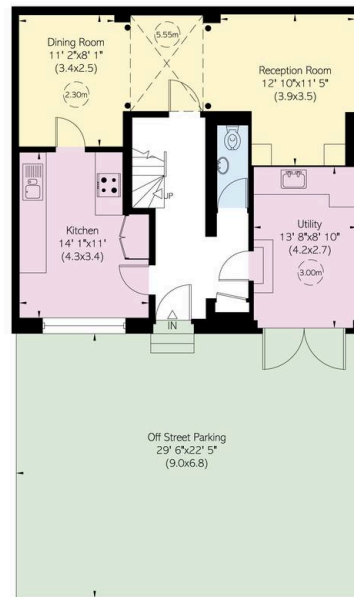 Dining Room
11' 2"x8' 1"
(3.4x2.5)
2.30m
5.55m
Reception Room
12' 10"x11' 5"
(3.9x3.5)
Kitchen
14' 1"x11'
(4.3x3.4)
UP
Utility
13' 8"x8' 10"
(4.2x2.7)
3.00m
IN
Off Street Parking
29' 6"x22' 5"
(9.0x6.8)